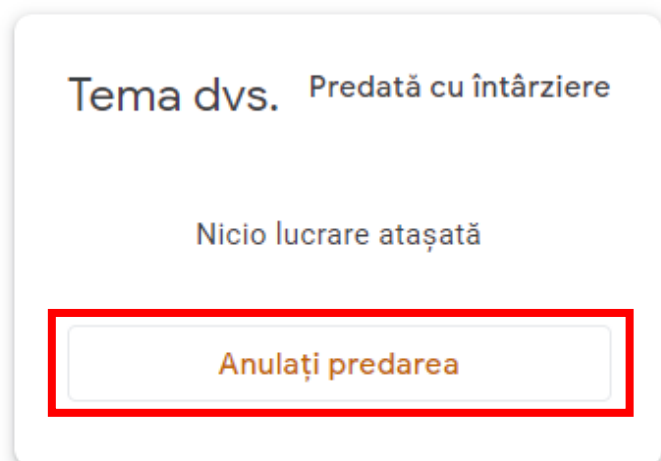 Tema dvs. Predată cu întârziere
Nicio lucrare atașată
Anulați predarea